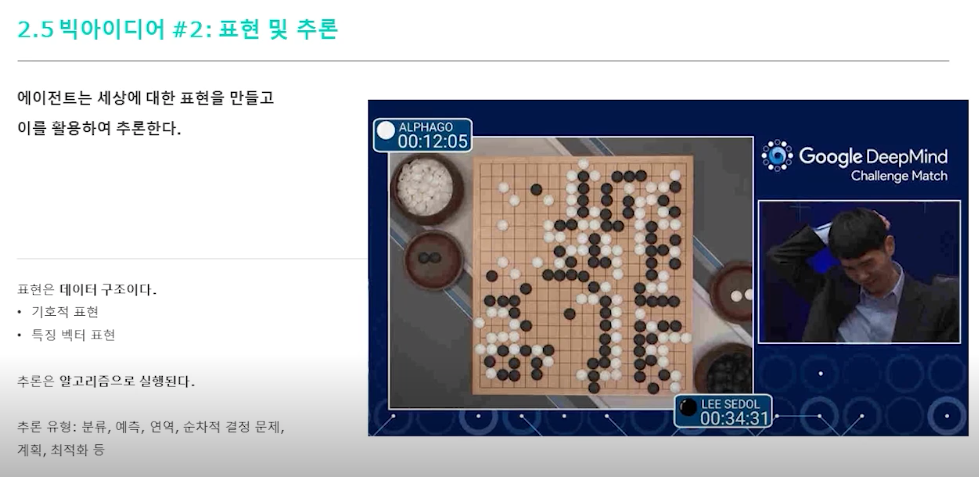 2.5 빅아이디어 #2: 표현 및 추론
에이전트는 세상에 대한 표현을 만들고
이를 활용하여 추론한다.
표현은 데이터 구조이다.
• 기호적 표현
• 특징 벡터 표현
추론은 알고리즘으로 실행된다.
추론 유형: 분류, 예측, 연역, 순차적 결정 문제,
계획, 최적화 등
ALPHAGO
00:12:05
Google DeepMind
Challenge Match
LEE SEDOL
00:34:31